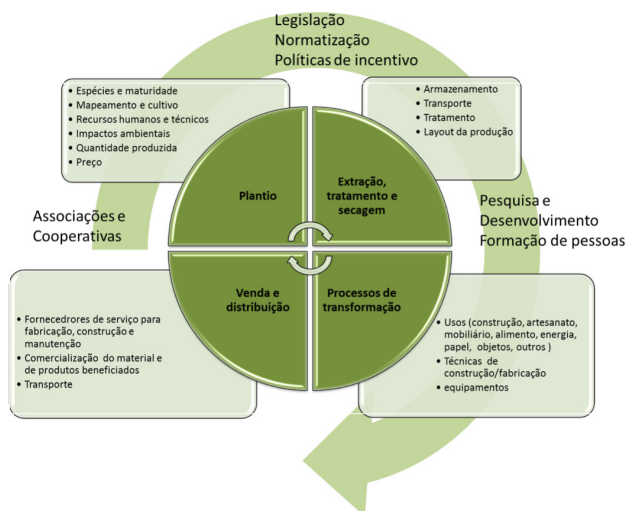 Legislação
Normatização
Políticas de incentivo
• Espécies e maturidade
• Mapeamento e cultivo
• Recursos humanos e técnicos
• Impactos ambientais
• Quantidade produzida
• Preço
• Armazenamento
• Transporte
• Tratamento
• Layout da produção
Plantio
Extração,
tratamento e
secagem
Associações e
Cooperativas
Pesquisa e
Desenvolvimento
Formação de pessoas
Venda e
distribuição
Processos de
transformação
• Fornecedrores de serviço para
fabricação, construção e
manutenção
• Comercialização do material e
de produtos beneficiados
• Transporte
• Usos (construção, artesanato,
mobiliário, alimento, energia,
papel, objetos, outros )
• Técnicas de
construção/fabricação
• equipamentos